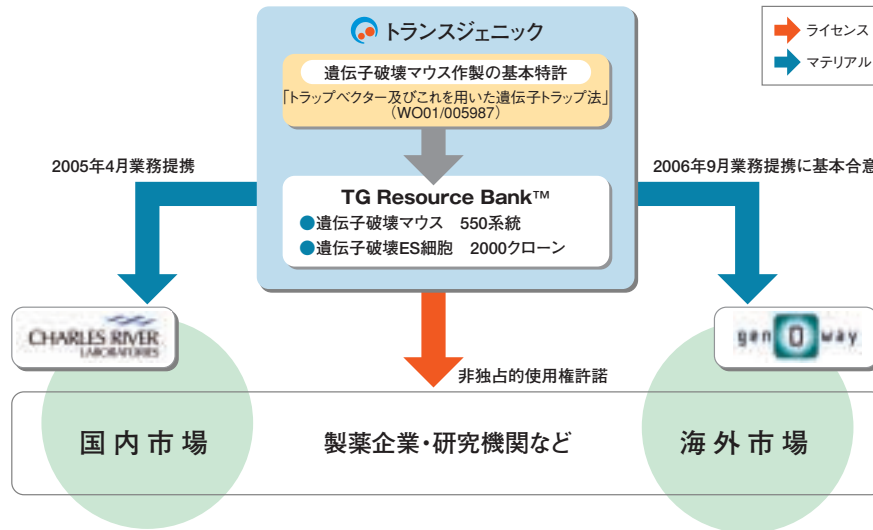 トランスジェニック
ライセンス
マテリアル
遺伝子破壊マウス作製の基本特許
「トラップベクター及びこれを用いた遺伝子トラップ法」
(WO01/005987)
2005年4月業務提携
2006年9月業務提携に基本合意
TG Resource Bank™
●遺伝子破壊マウス 550系統
●遺伝子破壊ES細胞 2000クローン
CHARLES RIVER
LABORATORIES
gen O way
非独占的使用権許諾
国内市場
製薬企業・研究機関など
海外市場